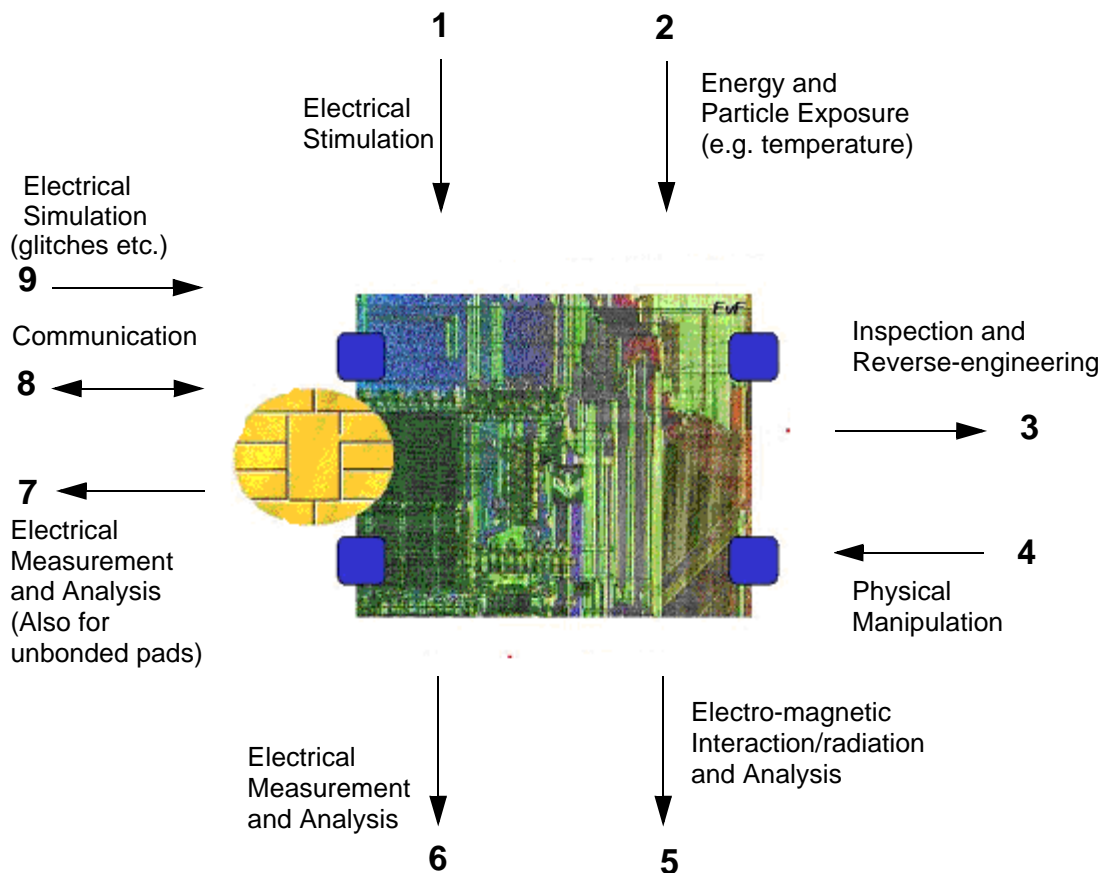 1
2
Electrical
Stimulation
Energy and
Particle Exposure
(e.g. temperature)
Electrical
Simulation
(glitches etc.)
9
Communication
8
7
Electrical
Measurement
and Analysis
(Also for
unbonded pads)
FvF
Inspection and
Reverse-engineering
3
4
Physical
Manipulation
Electrical
Measurement
and Analysis
6
Electro-magnetic
Interaction/radiation
and Analysis
5